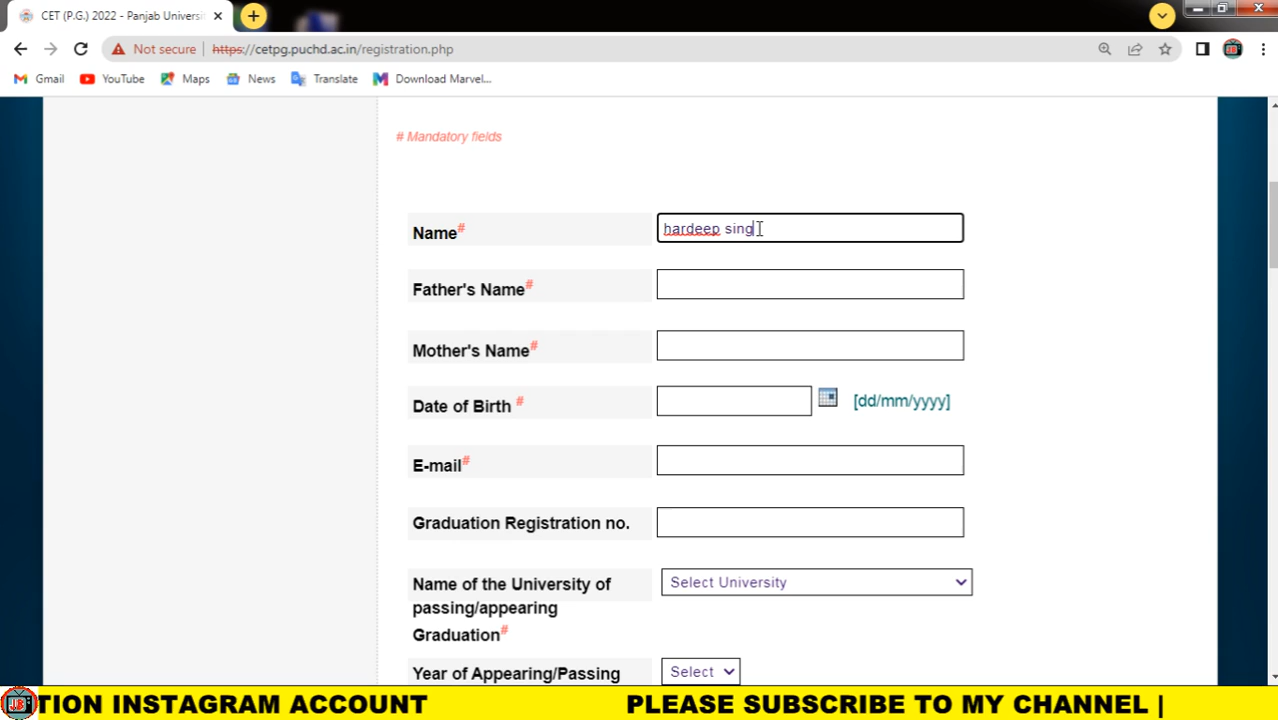 CET (P.G.) 2022 - Panjab Universi
Not secure | https://cetpg.puchd.ac.in/registration.php
Gmail YouTube Maps News Translate Download Marvel...
# Mandatory fields
Name# hardeep sing
Father's Name#
Mother's Name#
Date of Birth # [dd/mm/yyyy]
E-mail#
Graduation Registration no.
Name of the University of Select University
passing/appearing
Graduation#
Year of Appearing/Passing Select
TION INSTAGRAM ACCOUNT PLEASE SUBSCRIBE TO MY CHANNEL |